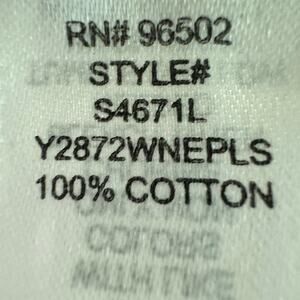 RN# 96502
STYLE#
S4671L
Y2872WNEPLS
100% COTTON